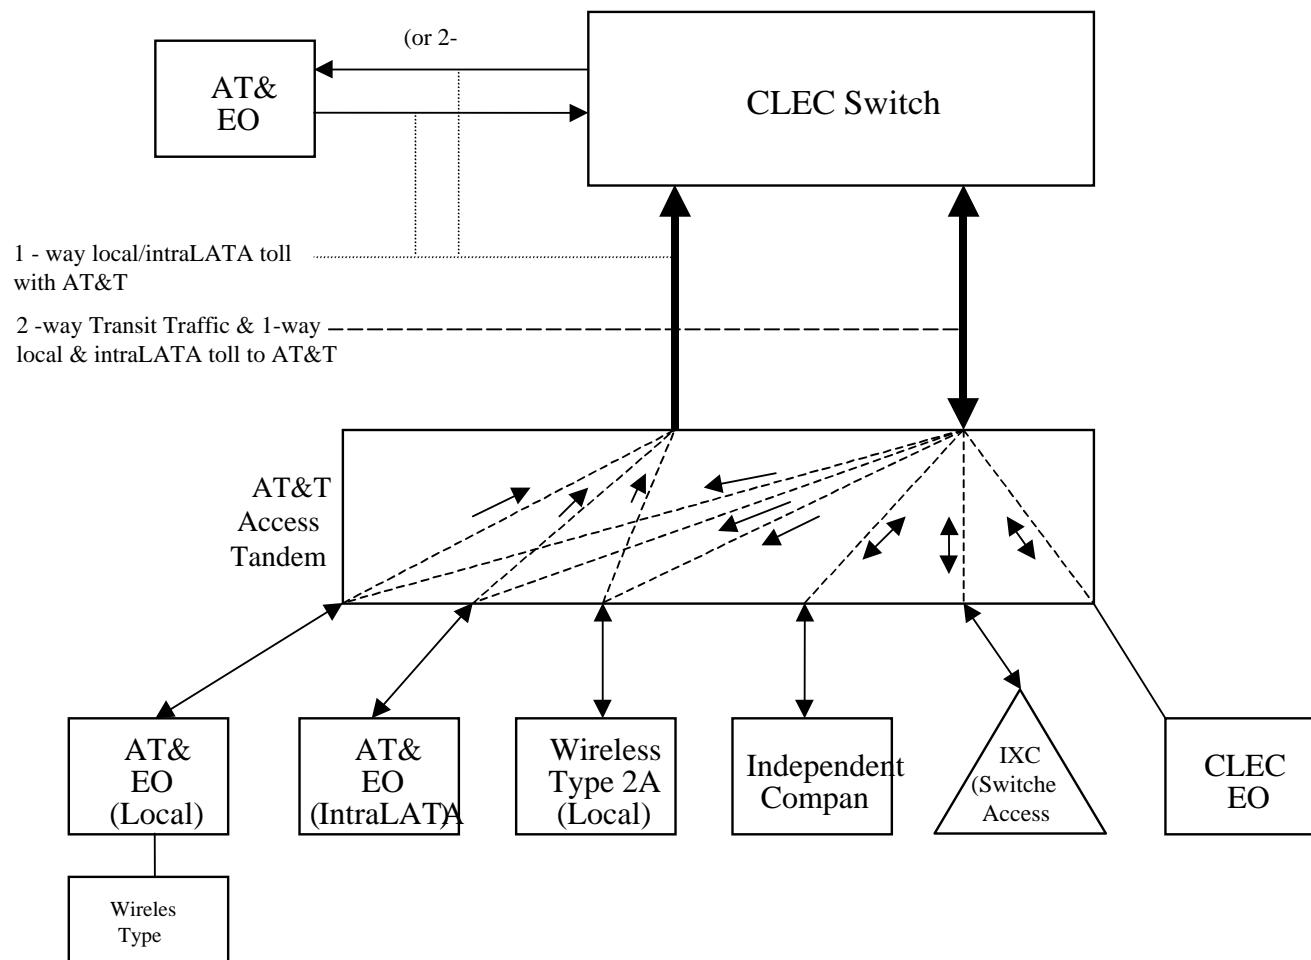 (or 2-
AT&
EO
CLEC Switch
1 - way local/intraLATA toll
with AT&T
2 -way Transit Traffic & 1-way
local & intraLATA toll to AT&T
AT&T
Access
Tandem
AT&
EO
(Local)
AT&
EO
(IntraLATA)
Wireless
Type 2A
(Local)
Independent
Compan
IXC
(Switche
Access
CLEC
EO
Wireles
Type